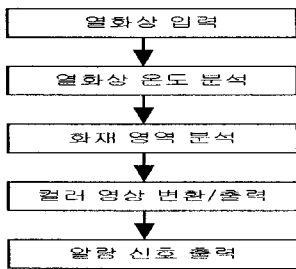 열화상 입력
열화상 온도 분석
화재 영역 분석
컬러 영상 변환/출력
알람 신호 출력